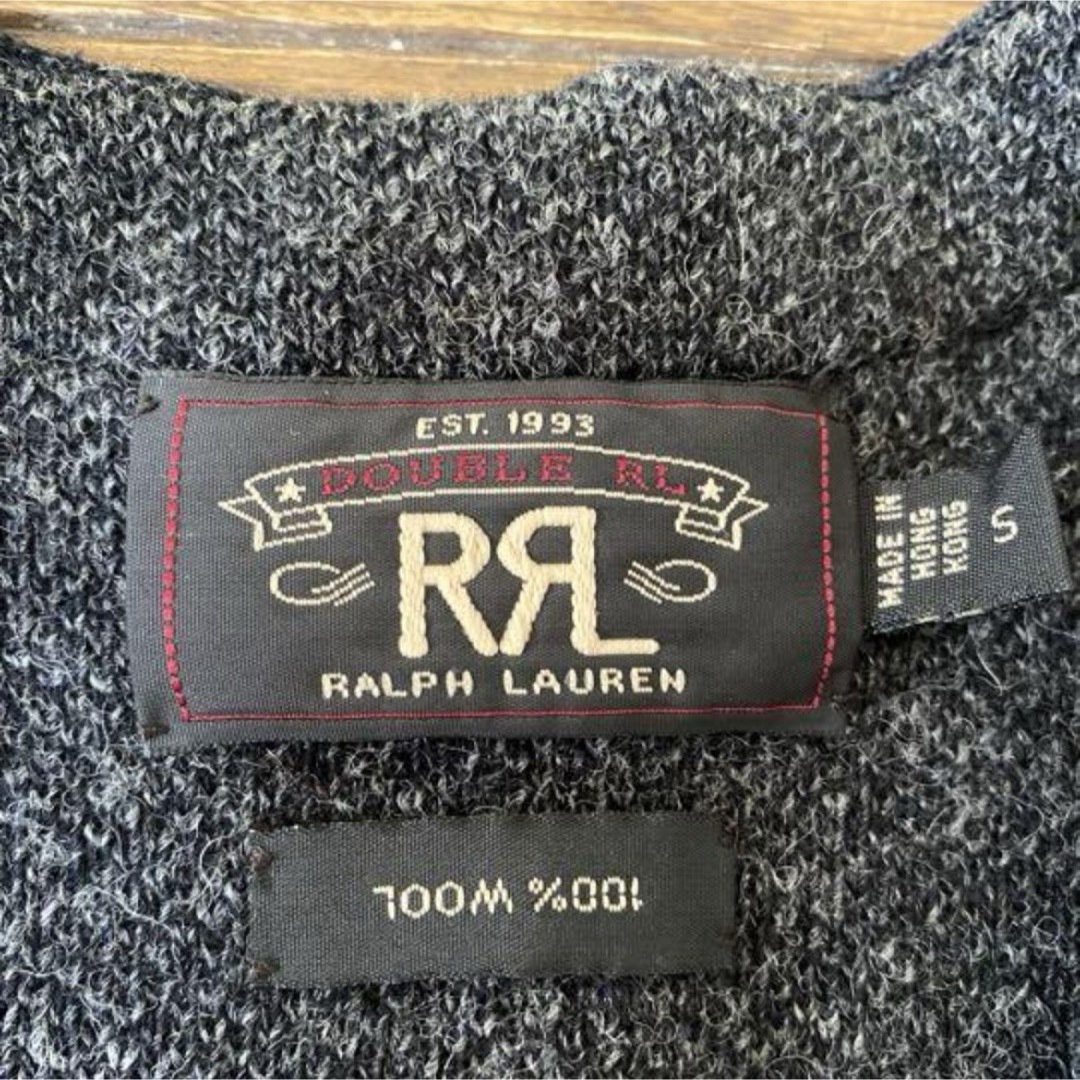 EST. 1993
DOUBLE RL
RRL
RALPH LAUREN
MADE IN
HONG
KONG
S
100% WOOL